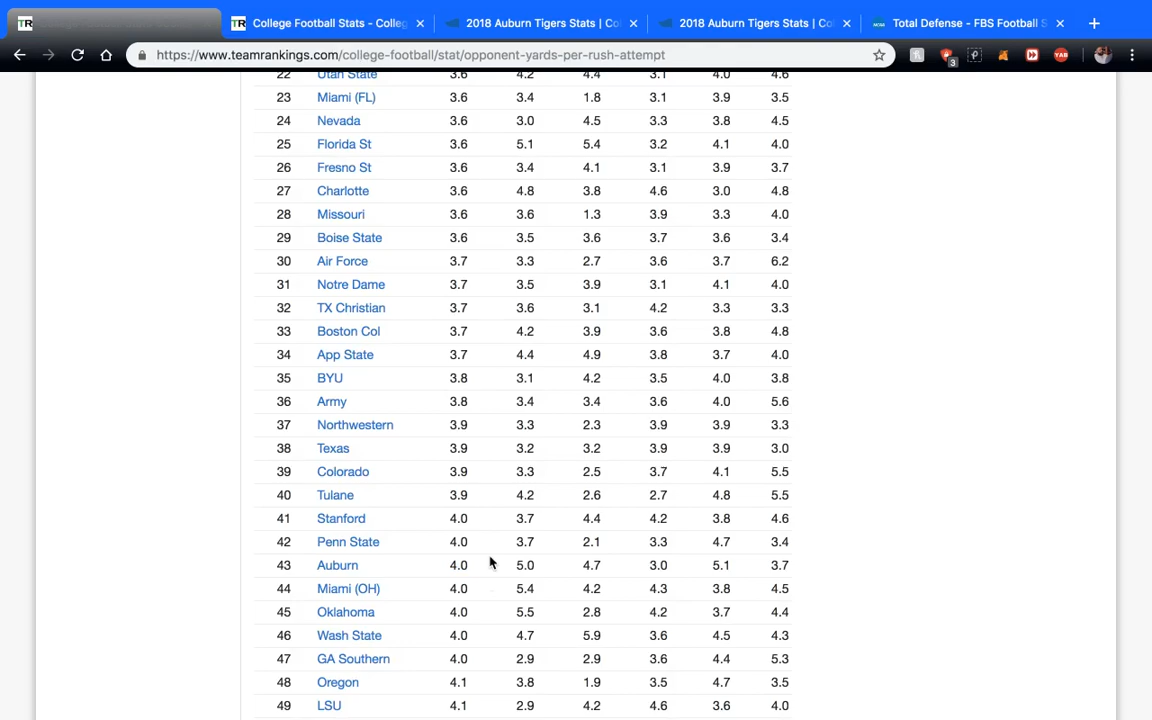 College Football Stats - Colleg
2018 Auburn Tigers Stats | Co
2018 Auburn Tigers Stats | Co
Total Defense - FBS Football S
https://www.teamrankings.com/college-football/stat/opponent-yards-per-rush-attempt
3
YAB
22 Utah State 3.6 4.2 4.4 3.1 4.0 4.6
23 Miami (FL) 3.6 3.4 1.8 3.1 3.9 3.5
24 Nevada 3.6 3.0 4.5 3.3 3.8 4.5
25 Florida St 3.6 5.1 5.4 3.2 4.1 4.0
26 Fresno St 3.6 3.4 4.1 3.1 3.9 3.7
27 Charlotte 3.6 4.8 3.8 4.6 3.0 4.8
28 Missouri 3.6 3.6 1.3 3.9 3.3 4.0
29 Boise State 3.6 3.5 3.6 3.7 3.6 3.4
30 Air Force 3.7 3.3 2.7 3.6 3.7 6.2
31 Notre Dame 3.7 3.5 3.9 3.1 4.1 4.0
32 TX Christian 3.7 3.6 3.1 4.2 3.3 3.3
33 Boston Col 3.7 4.2 3.9 3.6 3.8 4.8
34 App State 3.7 4.4 4.9 3.8 3.7 4.0
35 BYU 3.8 3.1 4.2 3.5 4.0 3.8
36 Army 3.8 3.4 3.4 3.6 4.0 5.6
37 Northwestern 3.9 3.3 2.3 3.9 3.9 3.3
38 Texas 3.9 3.2 3.2 3.9 3.9 3.0
39 Colorado 3.9 3.3 2.5 3.7 4.1 5.5
40 Tulane 3.9 4.2 2.6 2.7 4.8 5.5
41 Stanford 4.0 3.7 4.4 4.2 3.8 4.6
42 Penn State 4.0 3.7 2.1 3.3 4.7 3.4
43 Auburn 4.0 5.0 4.7 3.0 5.1 3.7
44 Miami (OH) 4.0 5.4 4.2 4.3 3.8 4.5
45 Oklahoma 4.0 5.5 2.8 4.2 3.7 4.4
46 Wash State 4.0 4.7 5.9 3.6 4.5 4.3
47 GA Southern 4.0 2.9 2.9 3.6 4.4 5.3
48 Oregon 4.1 3.8 1.9 3.5 4.7 3.5
49 LSU 4.1 2.9 4.2 4.6 3.6 4.0